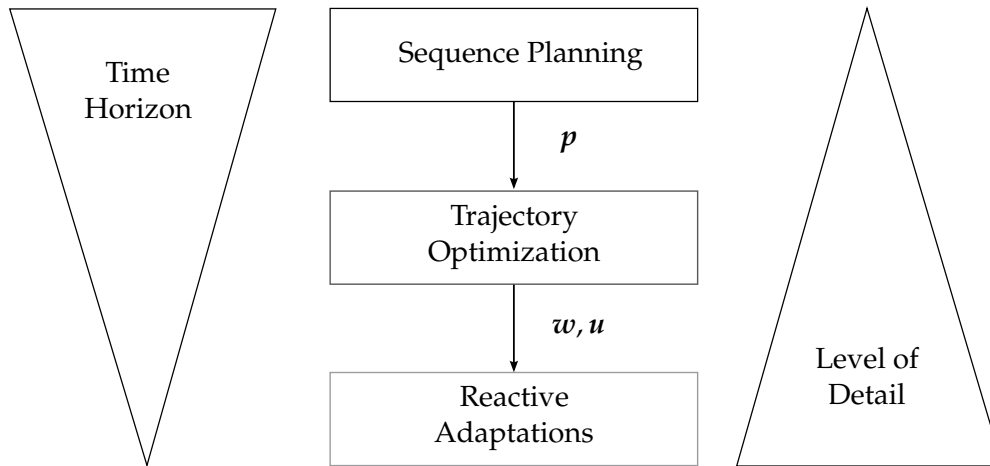 Time
Horizon
Sequence Planning
p
Trajectory
Optimization
w, u
Reactive
Adaptations
Level of
Detail